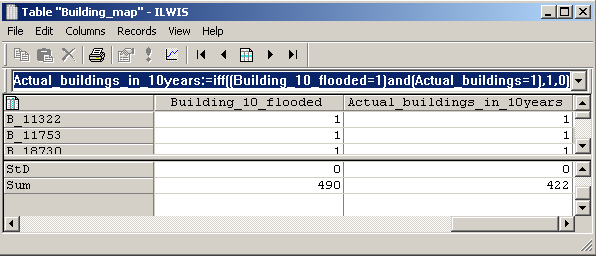 Table "Building_map" - ILWIS
File Edit Columns Records View Help
Actual_buildings_in_10years:=iff((Building_10_flooded=1)and(Actual_buildings=1),1,0)
Building_10_flooded Actual_buildings_in_10years
B_11322 1 1
B_11753 1 1
B_18730 1 1
StD 0 0
Sum 490 422